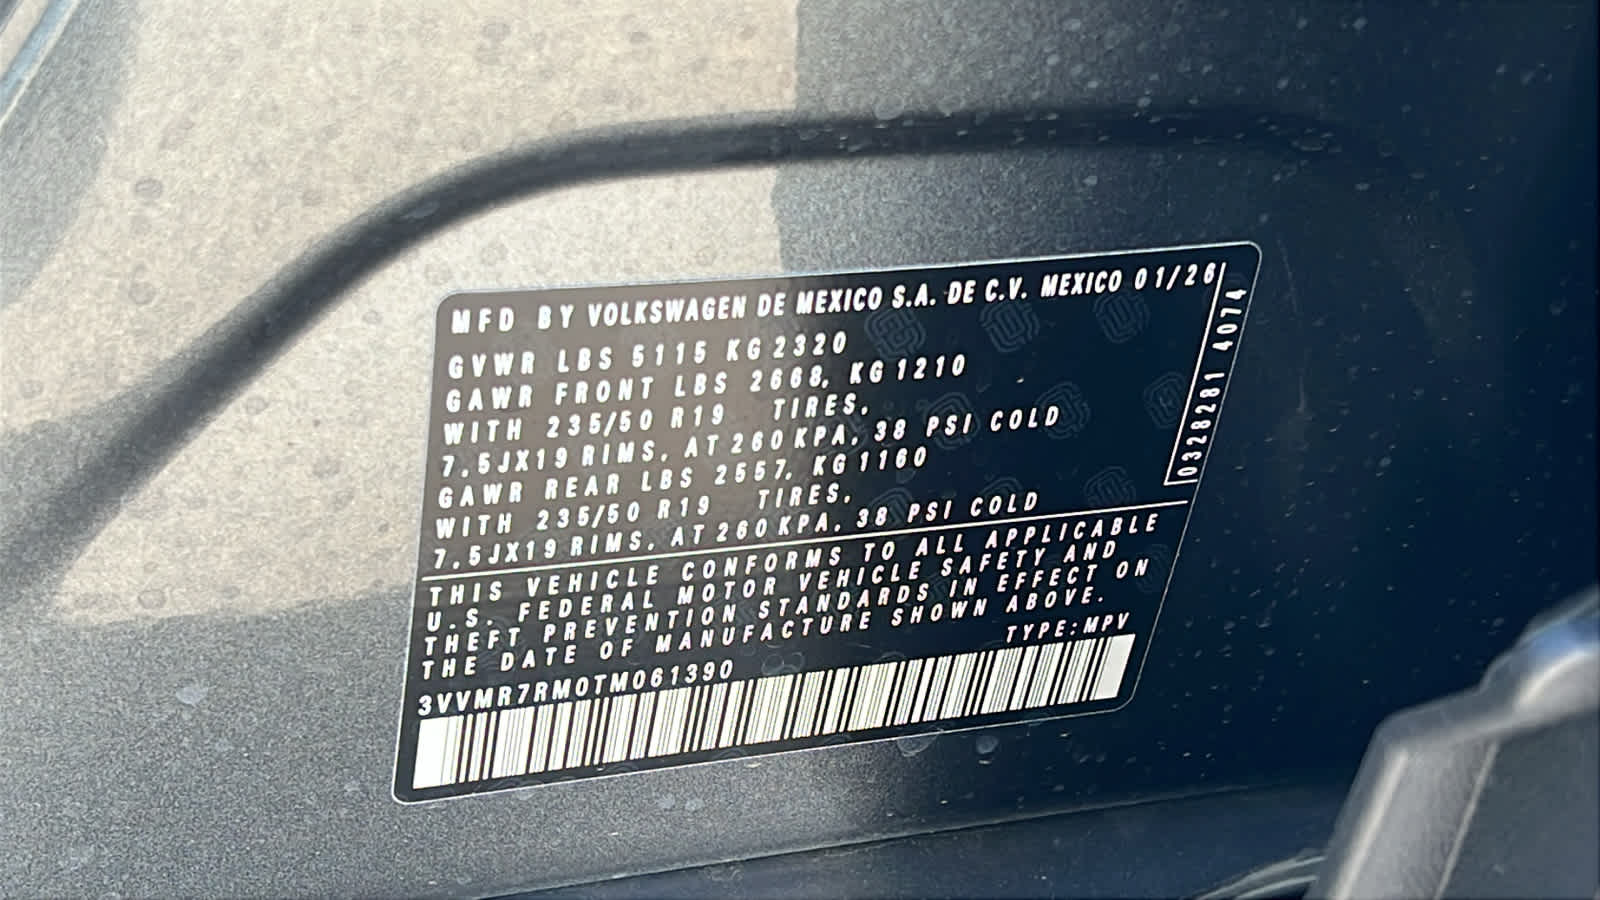 MFD BY VOLKSWAGEN DE MEXICO S.A. DE C.V. MEXICO 01/26
GVWR LBS 5115 KG 2320
GAWR FRONT LBS 2668, KG 1210
WITH 235/50 R19 TIRES,
7.5JX19 RIMS, AT 260 KPA, 38 PSI COLD
GAWR REAR LBS 2557, KG 1160
WITH 235/50 R19 TIRES,
7.5JX19 RIMS, AT 260 KPA, 38 PSI COLD
0328281 4074
THIS VEHICLE CONFORMS TO ALL APPLICABLE
U.S. FEDERAL MOTOR VEHICLE SAFETY AND
THEFT PREVENTION STANDARDS IN EFFECT ON
THE DATE OF MANUFACTURE SHOWN ABOVE.
3VVMR7RM0TM061390 TYPE:MPV